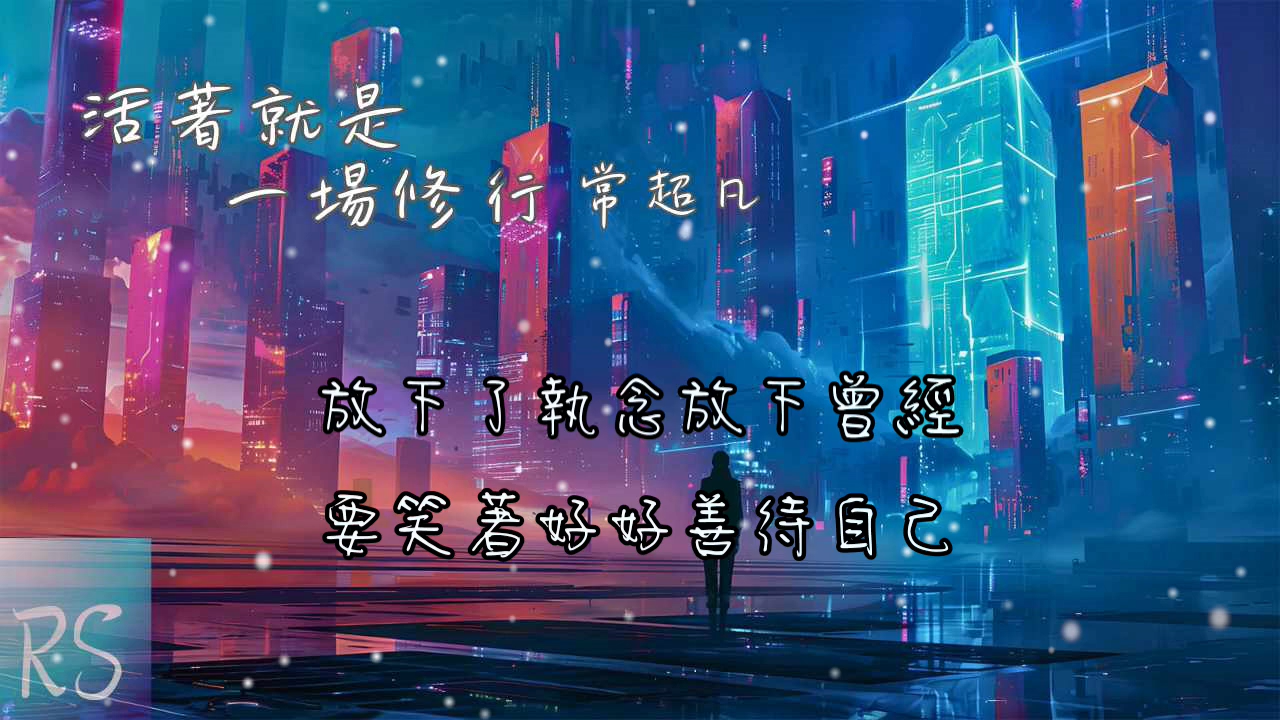 活著就是
一場修行 常超凡
放下了執念放下曾經
要笑著好好善待自己
RS